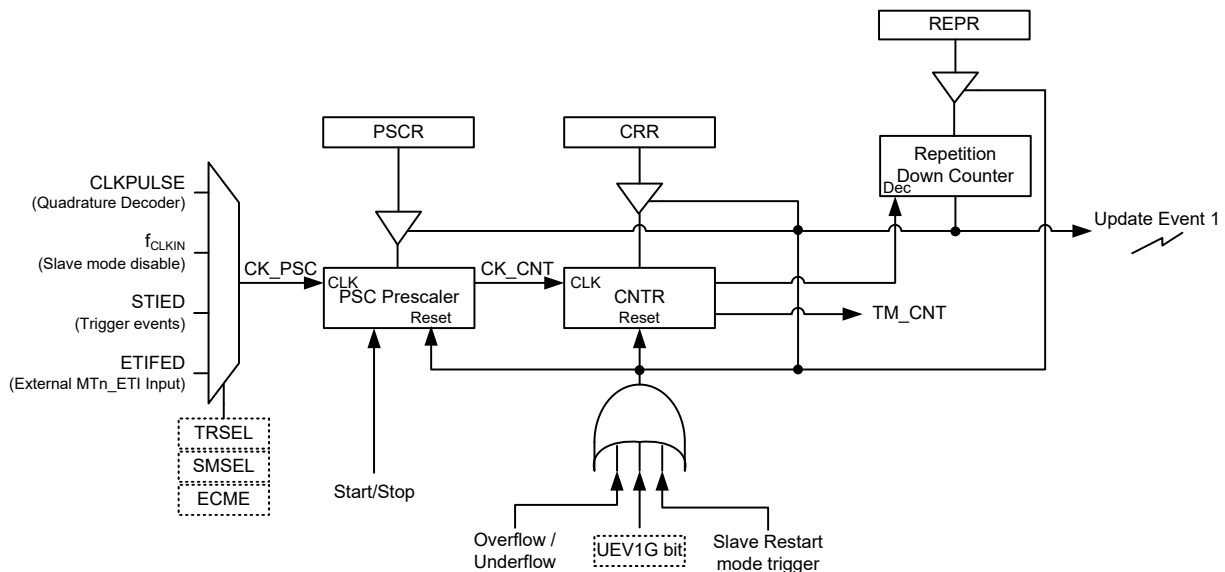 REPR
PSCR
CRR
Repetition
Down Counter
Dec
CLKPULSE
(Quadrature Decoder)
fCLKIN
(Slave mode disable)
STIED
(Trigger events)
ETIFED
(External MTn_ETI Input)
CK_PSC
CLK
PSC Prescaler
Reset
CK_CNT
CLK
CNTR
Reset
Update Event 1
TM_CNT
TRSEL
SMSEL
ECME
Start/Stop
Overflow /
Underflow
UEV1G bit
Slave Restart
mode trigger